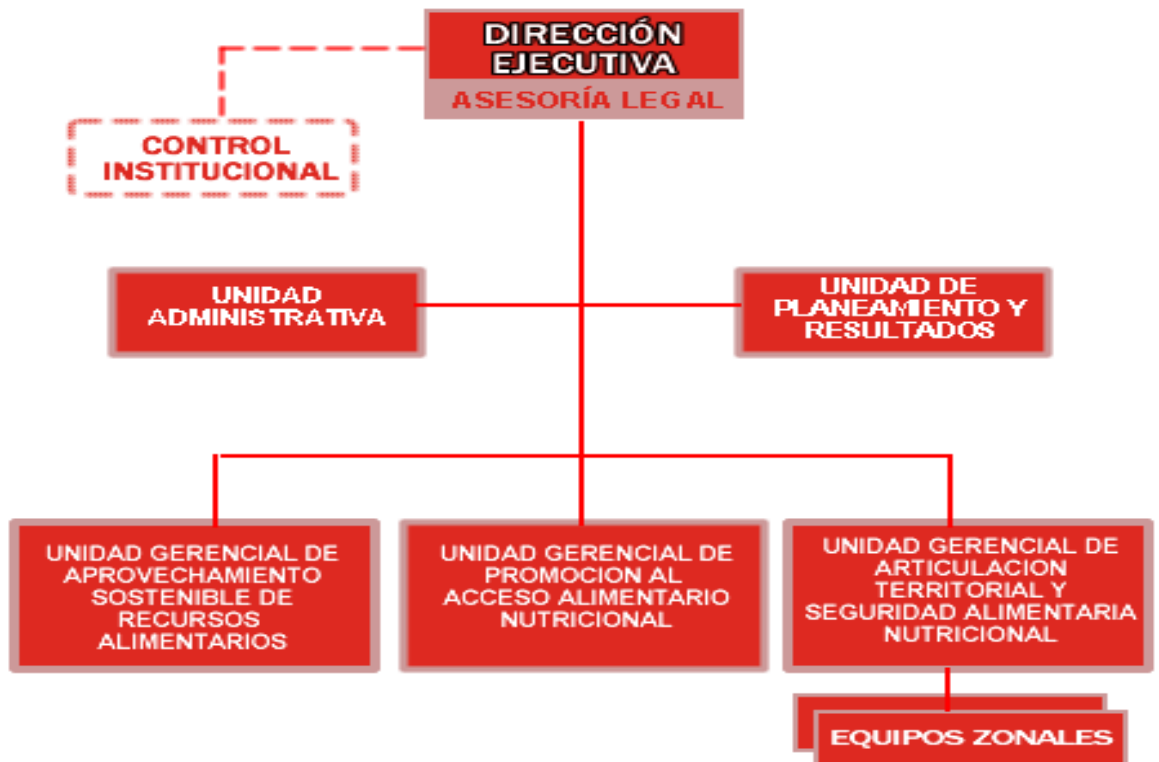 DIRECCIÓN
EJECUTIVA
ASESORÍA LEGAL
CONTROL
INSTITUCIONAL
UNIDAD
ADMINISTRATIVA
UNIDAD DE
PLANEAMIENTO Y
RESULTADOS
UNIDAD GERENCIAL DE
APROVECHAMIENTO
SOSTENIBLE DE
RECURSOS
ALIMENTARIOS
UNIDAD GERENCIAL DE
PROMOCION AL
ACCESO ALIMENTARIO
NUTRICIONAL
UNIDAD GERENCIAL DE
ARTICULACION
TERRITORIAL Y
SEGURIDAD ALIMENTARIA
NUTRICIONAL
EQUIPOS ZONALES